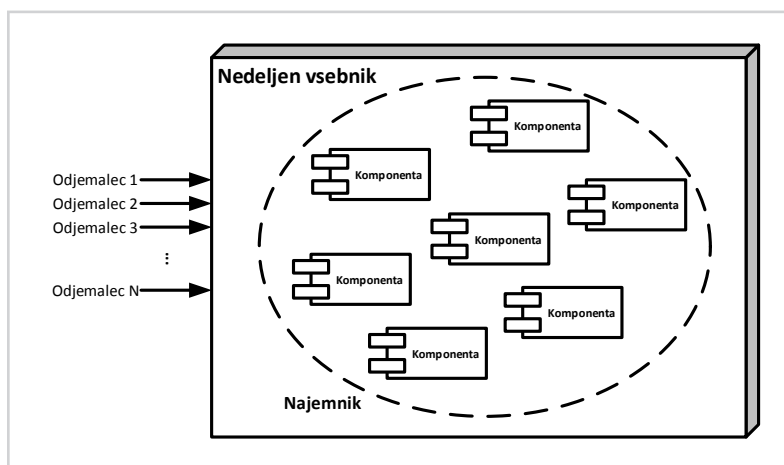 Nedeljen vsebnik
Komponenta
Komponenta
Odjemalec 1
Komponenta
Odjemalec 2
Odjemalec 3
Komponenta
...
Komponenta
Odjemalec N
Komponenta
Komponenta
Najemnik